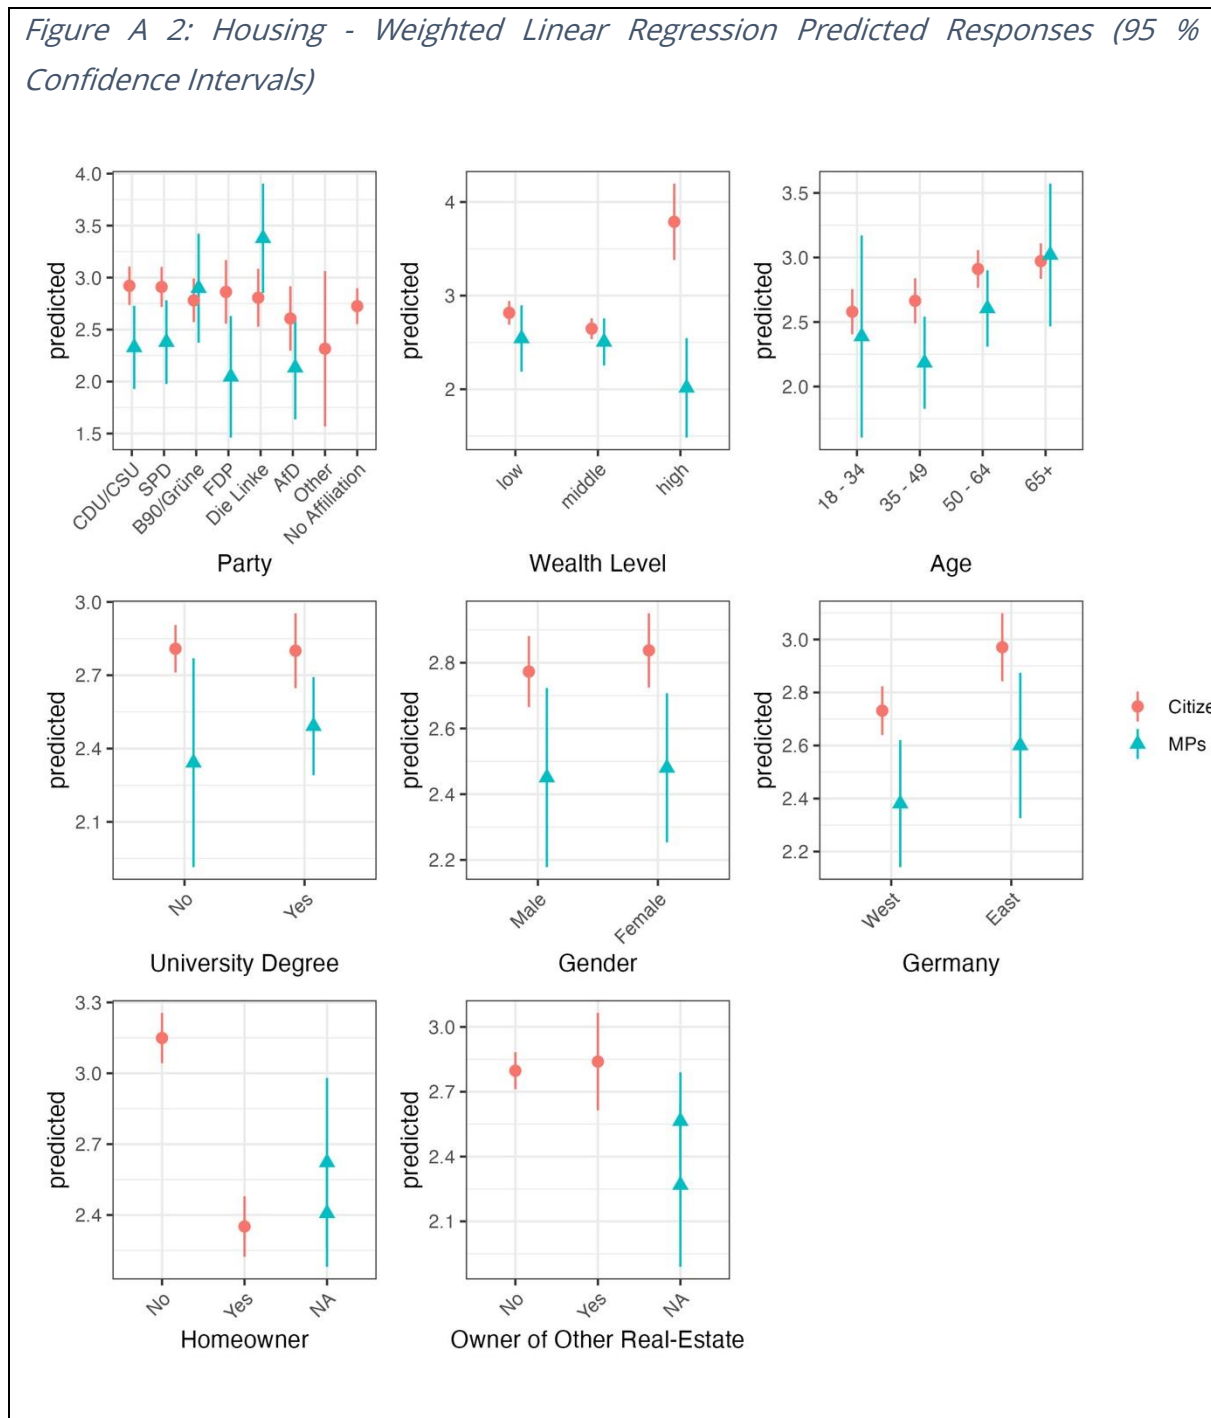 Figure A 2: Housing - Weighted Linear Regression Predicted Responses (95 %
Confidence Intervals)
4.0
3.5
3.0
2.5
2.0
1.5
predicted
CDU/CSU
SPD
B90/Grüne
FDP
Die Linke
AfD
Other
No Affiliation
Party
4
3
2
predicted
low
middle
high
Wealth Level
3.5
3.0
2.5
2.0
predicted
18 - 34
35 - 49
50 - 64
65+
Age
3.0
2.7
2.4
2.1
predicted
No
Yes
University Degree
2.8
2.6
2.4
2.2
predicted
Male
Female
Gender
3.0
2.8
2.6
2.4
2.2
predicted
West
East
Germany
Citize
MPs
3.3
3.0
2.7
2.4
predicted
No
Yes
NA
Homeowner
3.0
2.7
2.4
2.1
predicted
No
Yes
NA
Owner of Other Real-Estate